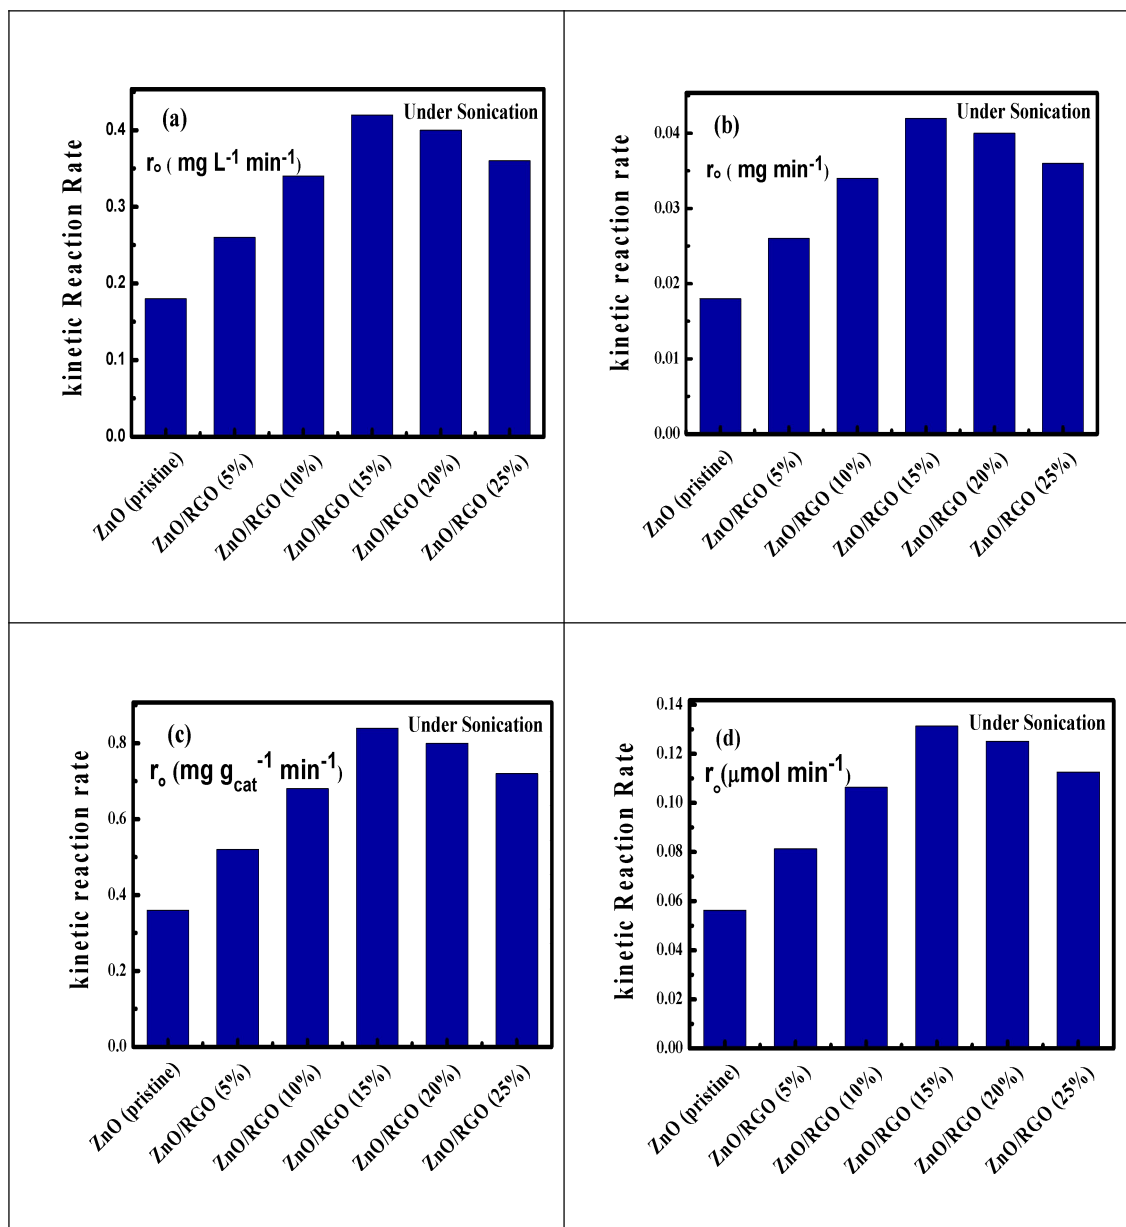 (a)
Under Sonication
r₀ ( mg L⁻¹ min⁻¹)
kinetic Reaction Rate
0.4
0.3
0.2
0.1
0.0
ZnO (pristine)
ZnO/RGO (5%)
ZnO/RGO (10%)
ZnO/RGO (15%)
ZnO/RGO (20%)
ZnO/RGO (25%)
(b)
Under Sonication
r₀ ( mg min⁻¹)
kinetic reaction rate
0.04
0.03
0.02
0.01
0.00
ZnO (pristine)
ZnO/RGO (5%)
ZnO/RGO (10%)
ZnO/RGO (15%)
ZnO/RGO (20%)
ZnO/RGO (25%)
(c)
Under Sonication
r₀ (mg g_cat⁻¹ min⁻¹)
kinetic reaction rate
0.8
0.6
0.4
0.2
0.0
ZnO (pristine)
ZnO/RGO (5%)
ZnO/RGO (10%)
ZnO/RGO (15%)
ZnO/RGO (20%)
ZnO/RGO (25%)
(d)
Under Sonication
r₀(μmol min⁻¹)
kinetic Reaction Rate
0.14
0.12
0.10
0.08
0.06
0.04
0.02
0.00
ZnO (pristine)
ZnO/RGO (5%)
ZnO/RGO (10%)
ZnO/RGO (15%)
ZnO/RGO (20%)
ZnO/RGO (25%)